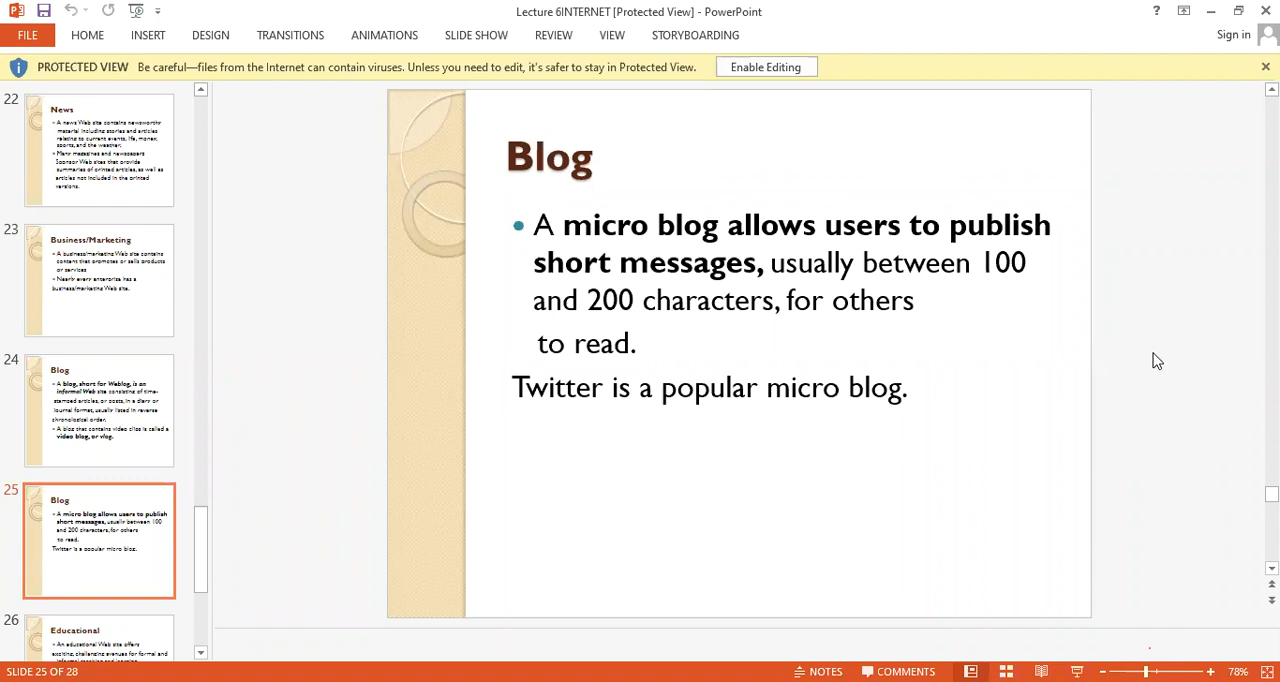 Lecture 6INTERNET [Protected View] - PowerPoint
?
Sign in
FILE HOME INSERT DESIGN TRANSITIONS ANIMATIONS SLIDE SHOW REVIEW VIEW STORYBOARDING
PROTECTED VIEW Be careful—files from the Internet can contain viruses. Unless you need to edit, it's safer to stay in Protected View. Enable Editing
22
News
• A news Web site contains newsworthy
material including stories and articles
relating to current events, life, money,
sports, and the weather.
• Many magazines and newspapers
Sponsor Web sites that provide
summaries of printed articles, as well as
articles not included in the printed
versions.
23
Business/Marketing
• A business/marketing Web site contains
content that promotes or sells products
or services
• Nearly every enterprise has a
business/marketing Web site.
24
Blog
• A blog, short for Weblog, is an
informal Web site consisting of time-
stamped articles, or posts, in a diary or
journal format, usually listed in reverse
chronological order.
• A blog that contains video clips is called a
video blog, or vlog.
25
Blog
• A micro blog allows users to publish
short messages, usually between 100
and 200 characters, for others
to read.
Twitter is a popular micro blog.
26
Educational
• An educational Web site offers
exciting, challenging avenues for formal and
informal teaching and learning.
Blog
• A micro blog allows users to publish
short messages, usually between 100
and 200 characters, for others
to read.
Twitter is a popular micro blog.
SLIDE 25 OF 28
NOTES COMMENTS 78%